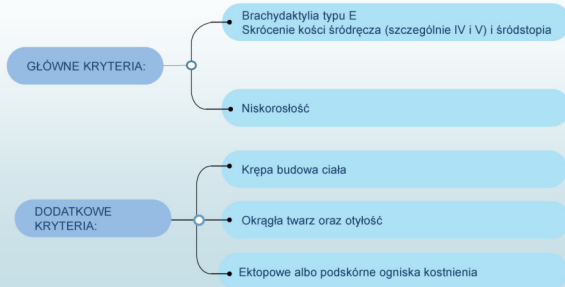 GŁÓWNE KRYTERIA:
Brachydaktylia typu E
Skrócenie kości śródręcza (szczególnie IV i V) i śródstopia
Niskorosłość
DODATKOWE
KRYTERIA:
Krępa budowa ciała
Okrągła twarz oraz otyłość
Ektopowe albo podskórne ogniska kostnienia